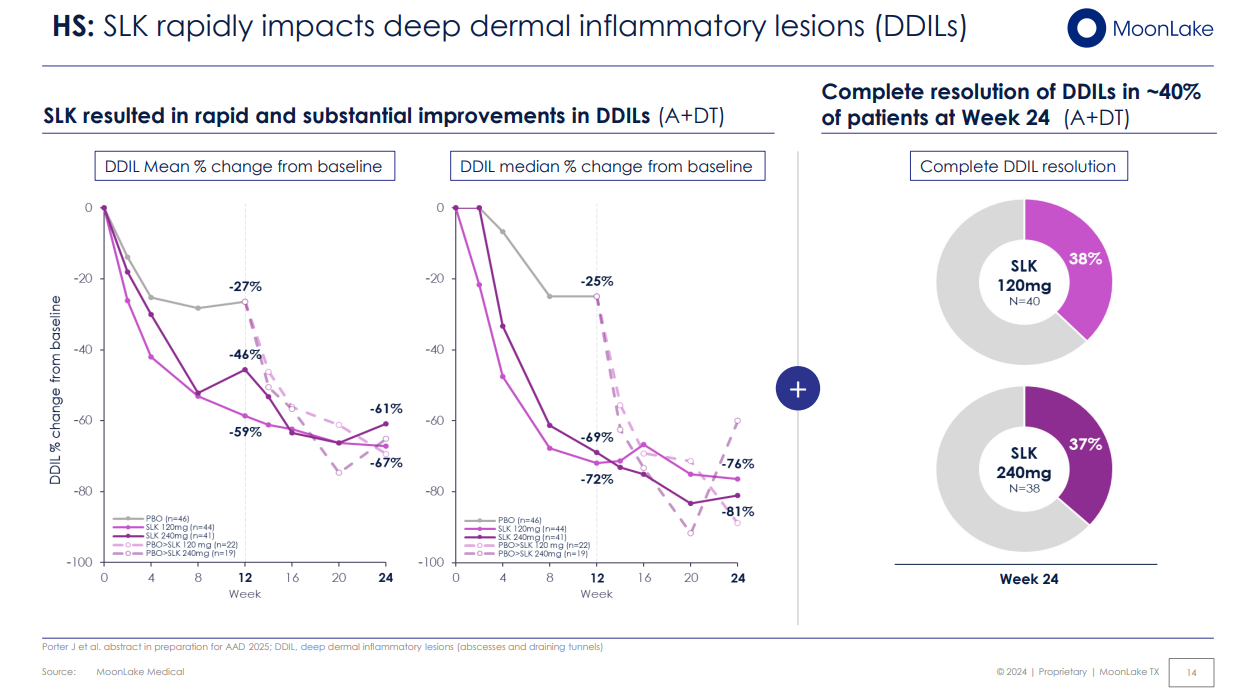 HS: SLK rapidly impacts deep dermal inflammatory lesions (DDILs)
MoonLake
SLK resulted in rapid and substantial improvements in DDILs (A+DT)
Complete resolution of DDILs in ~40%
of patients at Week 24 (A+DT)
DDIL Mean % change from baseline
DDIL % change from baseline
0
-20
-40
-60
-80
-100
-27%
-46%
-59%
-61%
-67%
PBO (n=46)
SLK 120mg (n=44)
SLK 240mg (n=41)
PBO>SLK 120 mg (n=22)
PBO>SLK 240mg (n=19)
0 4 8 12 16 20 24
Week
DDIL median % change from baseline
0
-20
-40
-60
-80
-100
-25%
-69%
-72%
-76%
-81%
PBO (n=46)
SLK 120mg (n=44)
SLK 240mg (n=41)
PBO>SLK 120 mg (n=22)
PBO>SLK 240mg (n=19)
0 4 8 12 16 20 24
Week
+
Complete DDIL resolution
38%
SLK
120mg
N=40
37%
SLK
240mg
N=38
Week 24
Porter J et al. abstract in preparation for AAD 2025; DDIL, deep dermal inflammatory lesions (abscesses and draining tunnels)
Source: MoonLake Medical
© 2024 | Proprietary | MoonLake TX 14